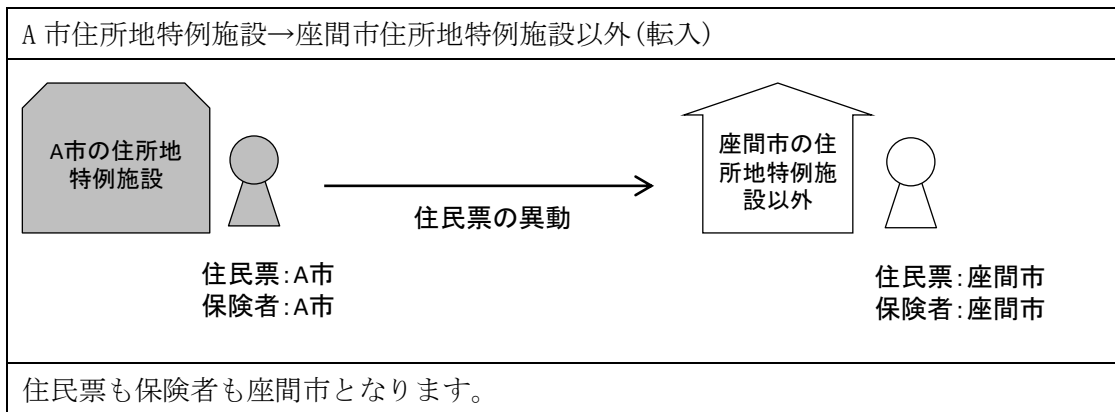 A市住所地特例施設→座間市住所地特例施設以外(転入)
A市の住所地
特例施設
住民票の異動
座間市の住
所地特例施
設以外
住民票：A市
保険者：A市
住民票：座間市
保険者：座間市
住民票も保険者も座間市となります。